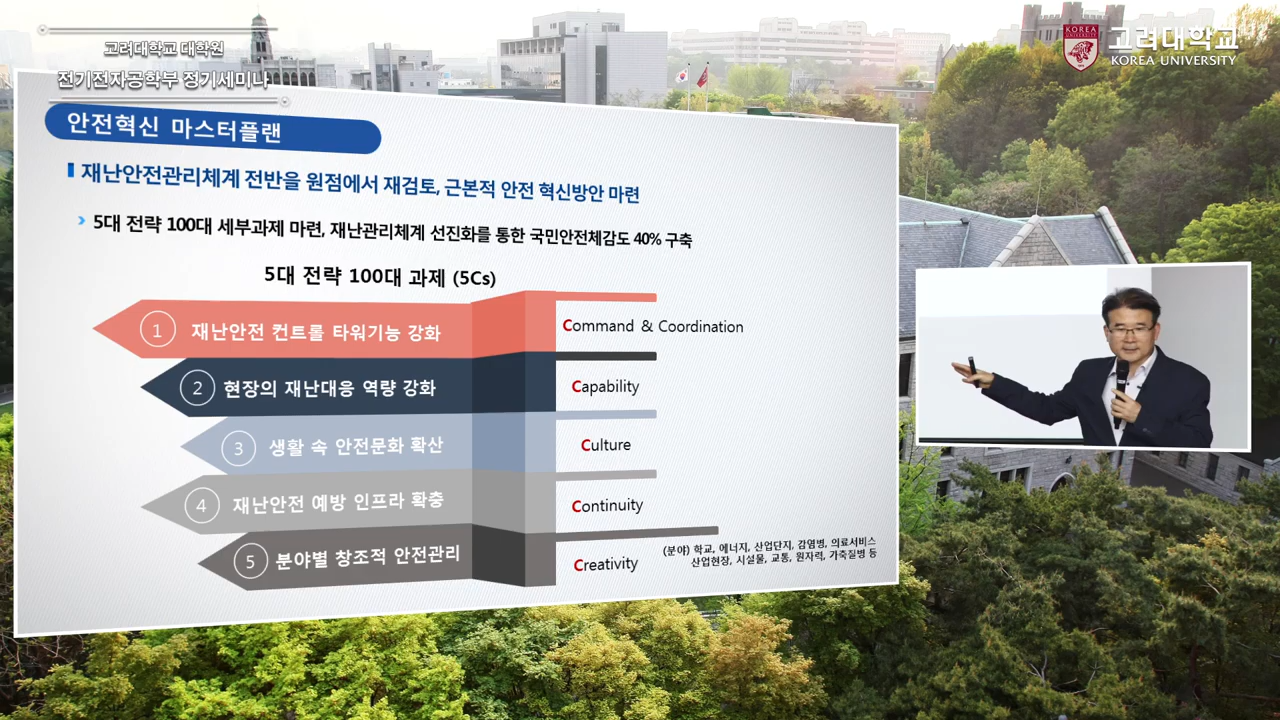 고려대학교 대학원
전기전자공학부 정기세미나
KOREA
UNIVERSITY
고려대학교
KOREA UNIVERSITY
안전혁신 마스터플랜
재난안전관리체계 전반을 원점에서 재검토, 근본적 안전 혁신방안 마련
5대 전략 100대 세부과제 마련, 재난관리체계 선진화를 통한 국민안전체감도 40% 구축
5대 전략 100대 과제 (5Cs)
1 재난안전 컨트롤 타워기능 강화 Command & Coordination
2 현장의 재난대응 역량 강화 Capability
3 생활 속 안전문화 확산 Culture
4 재난안전 예방 인프라 확충 Continuity
5 분야별 창조적 안전관리 Creativity
(분야) 학교, 에너지, 산업단지, 감염병, 의료서비스
산업현장, 시설물, 교통, 원자력, 가축질병 등